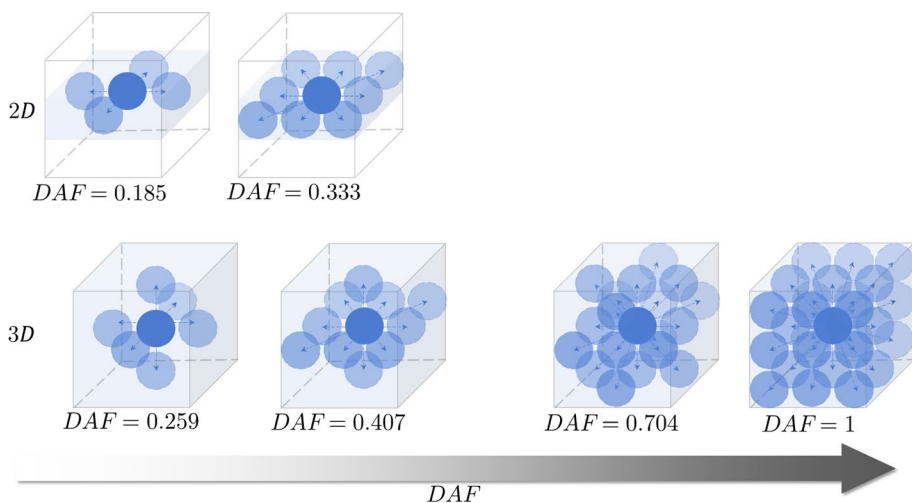 2D
DAF = 0.185
DAF = 0.333
3D
DAF = 0.259
DAF = 0.407
DAF = 0.704
DAF = 1
DAF